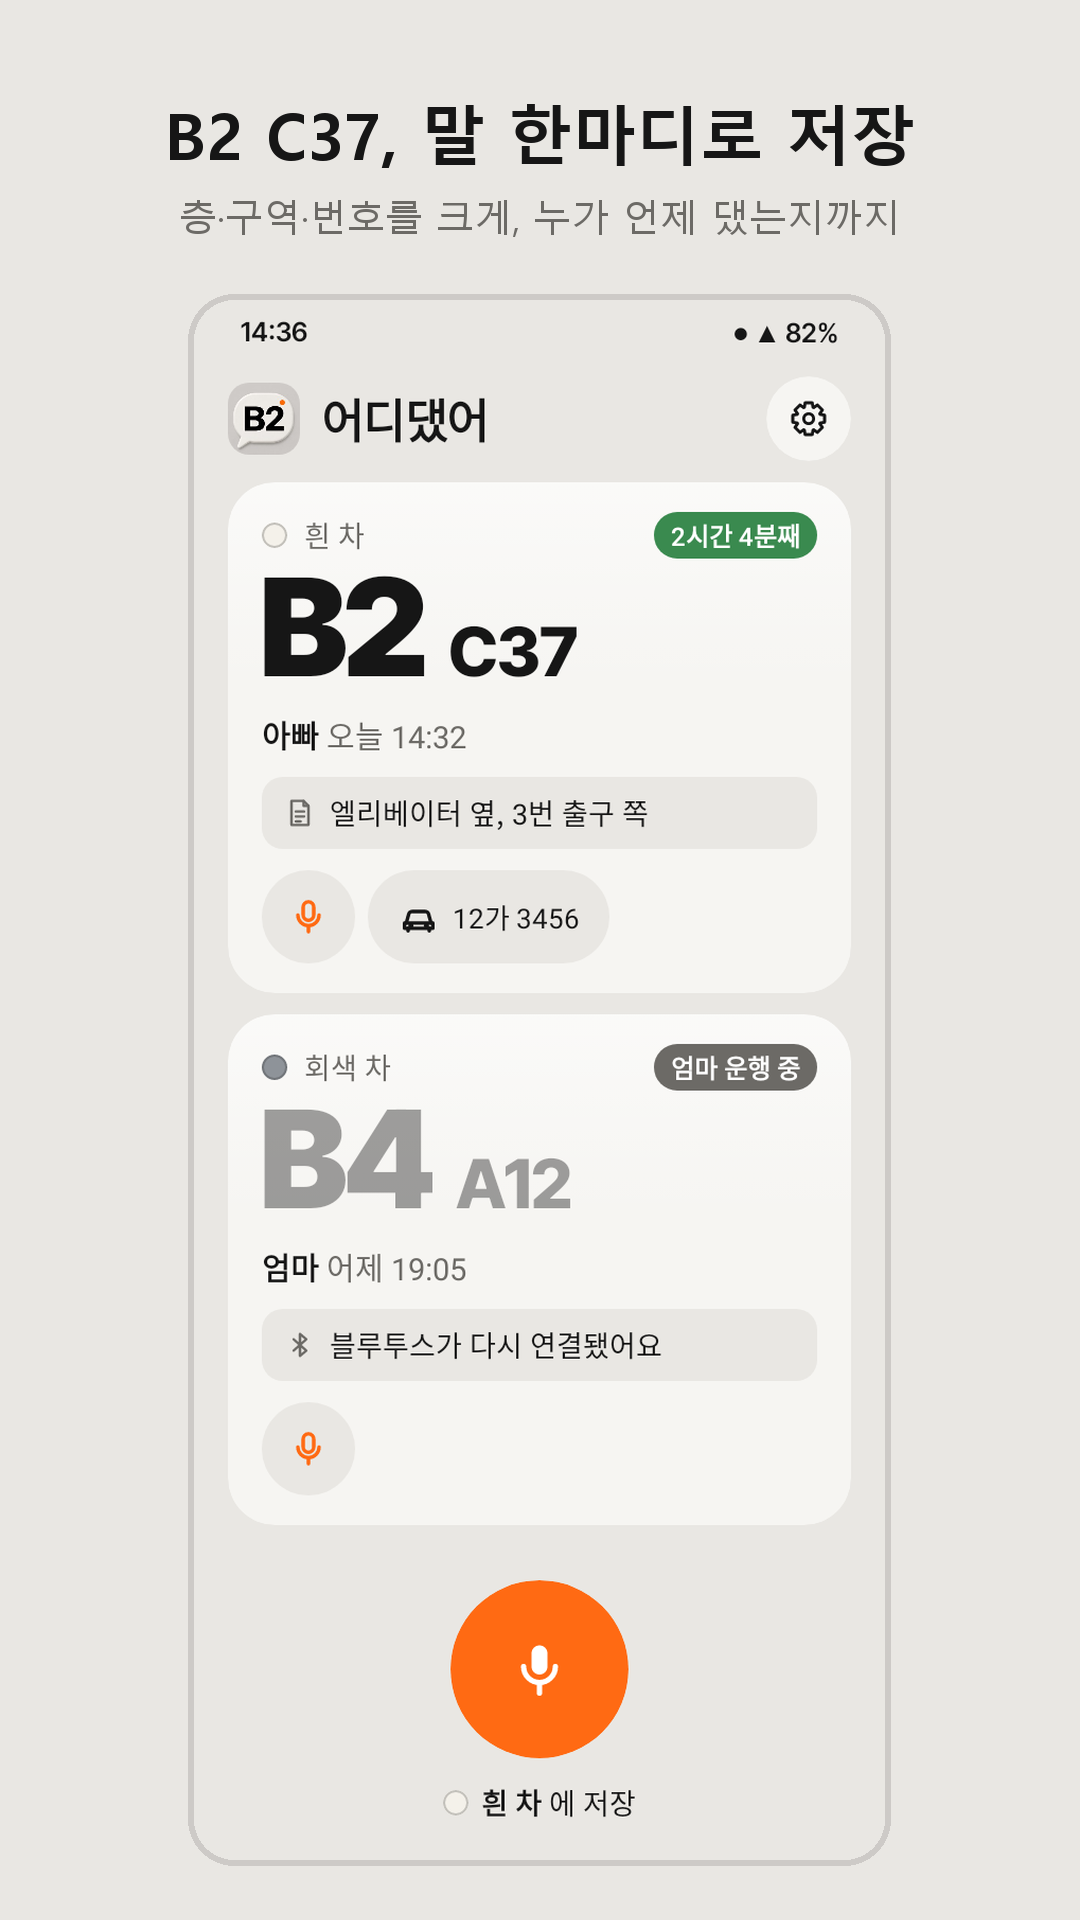 B2 C37, 말 한마디로 저장
층·구역·번호를 크게, 누가 언제 댔는지까지
14:36
82%
B2
어디댔어
흰 차
2시간 4분째
B2 C37
아빠 오늘 14:32
엘리베이터 옆, 3번 출구 쪽
12가 3456
회색 차
엄마 운행 중
B4 A12
엄마 어제 19:05
블루투스가 다시 연결됐어요
흰 차 에 저장